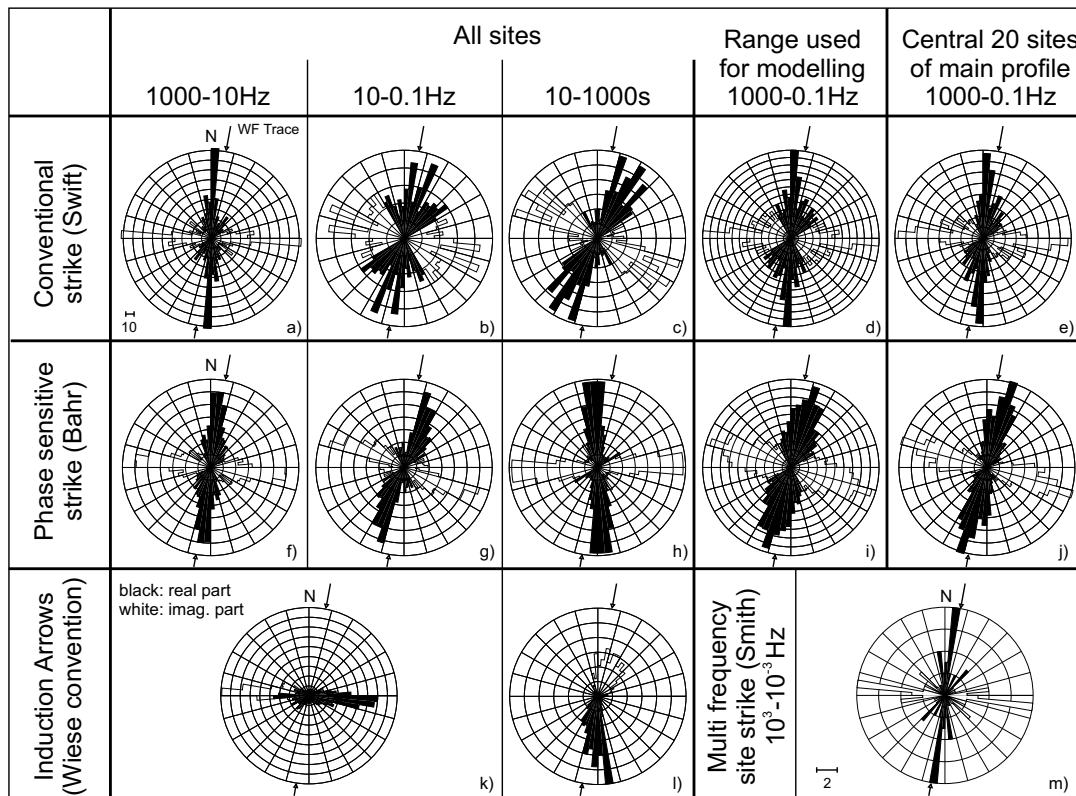 All sites
Range used
for modelling
1000-0.1Hz
Central 20 sites
of main profile
1000-0.1Hz
1000-10Hz
10-0.1Hz
10-1000s
Conventional
strike (Swift)
N
WF Trace
10
a)
b)
c)
d)
e)
Phase sensitive
strike (Bahr)
N
f)
g)
h)
i)
j)
Induction Arrows
(Wiese convention)
black: real part
white: imag. part
N
k)
l)
Multi frequency
site strike (Smith)
10³-10⁻³Hz
N
2
m)